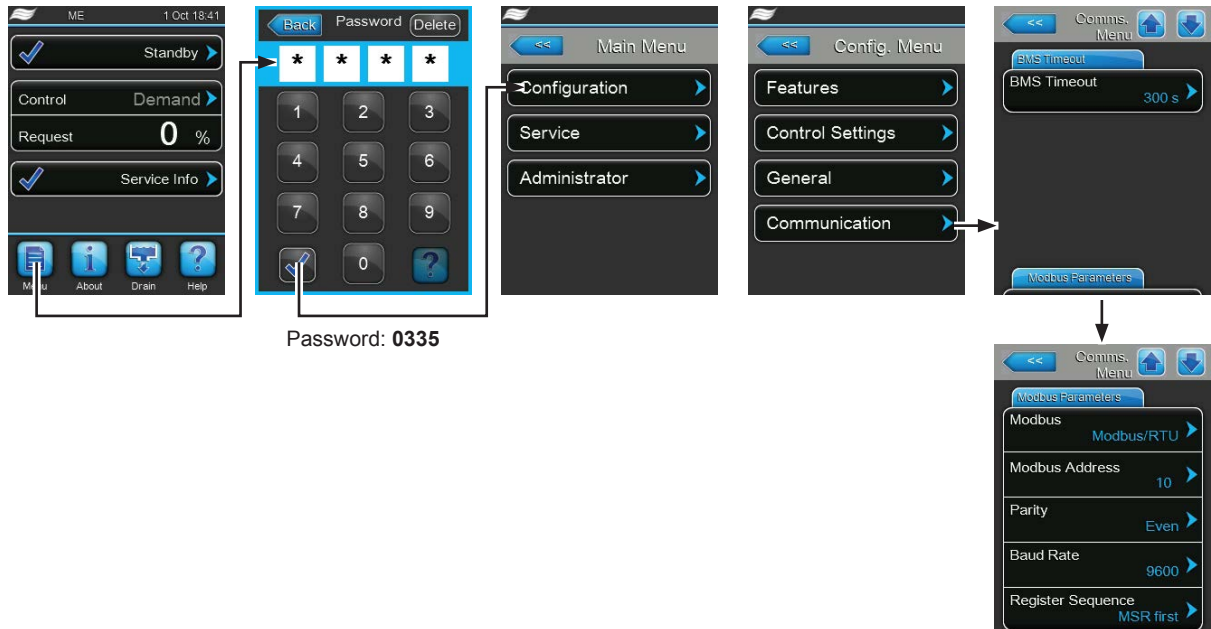 ME 1 Oct 18:41
Standby
Control Demand
Request 0 %
Service Info
Menu About Drain Help
Back Password Delete
* * * *
1 2 3
4 5 6
7 8 9
0 ?
Password: 0335
<< Main Menu
Configuration
Service
Administrator
<< Config. Menu
Features
Control Settings
General
Communication
<< Comms.
Menu
BMS Timeout
BMS Timeout
300 s
Modbus Parameters
<< Comms.
Menu
Modbus Parameters
Modbus
Modbus/RTU
Modbus Address
10
Parity
Even
Baud Rate
9600
Register Sequence
MSR first